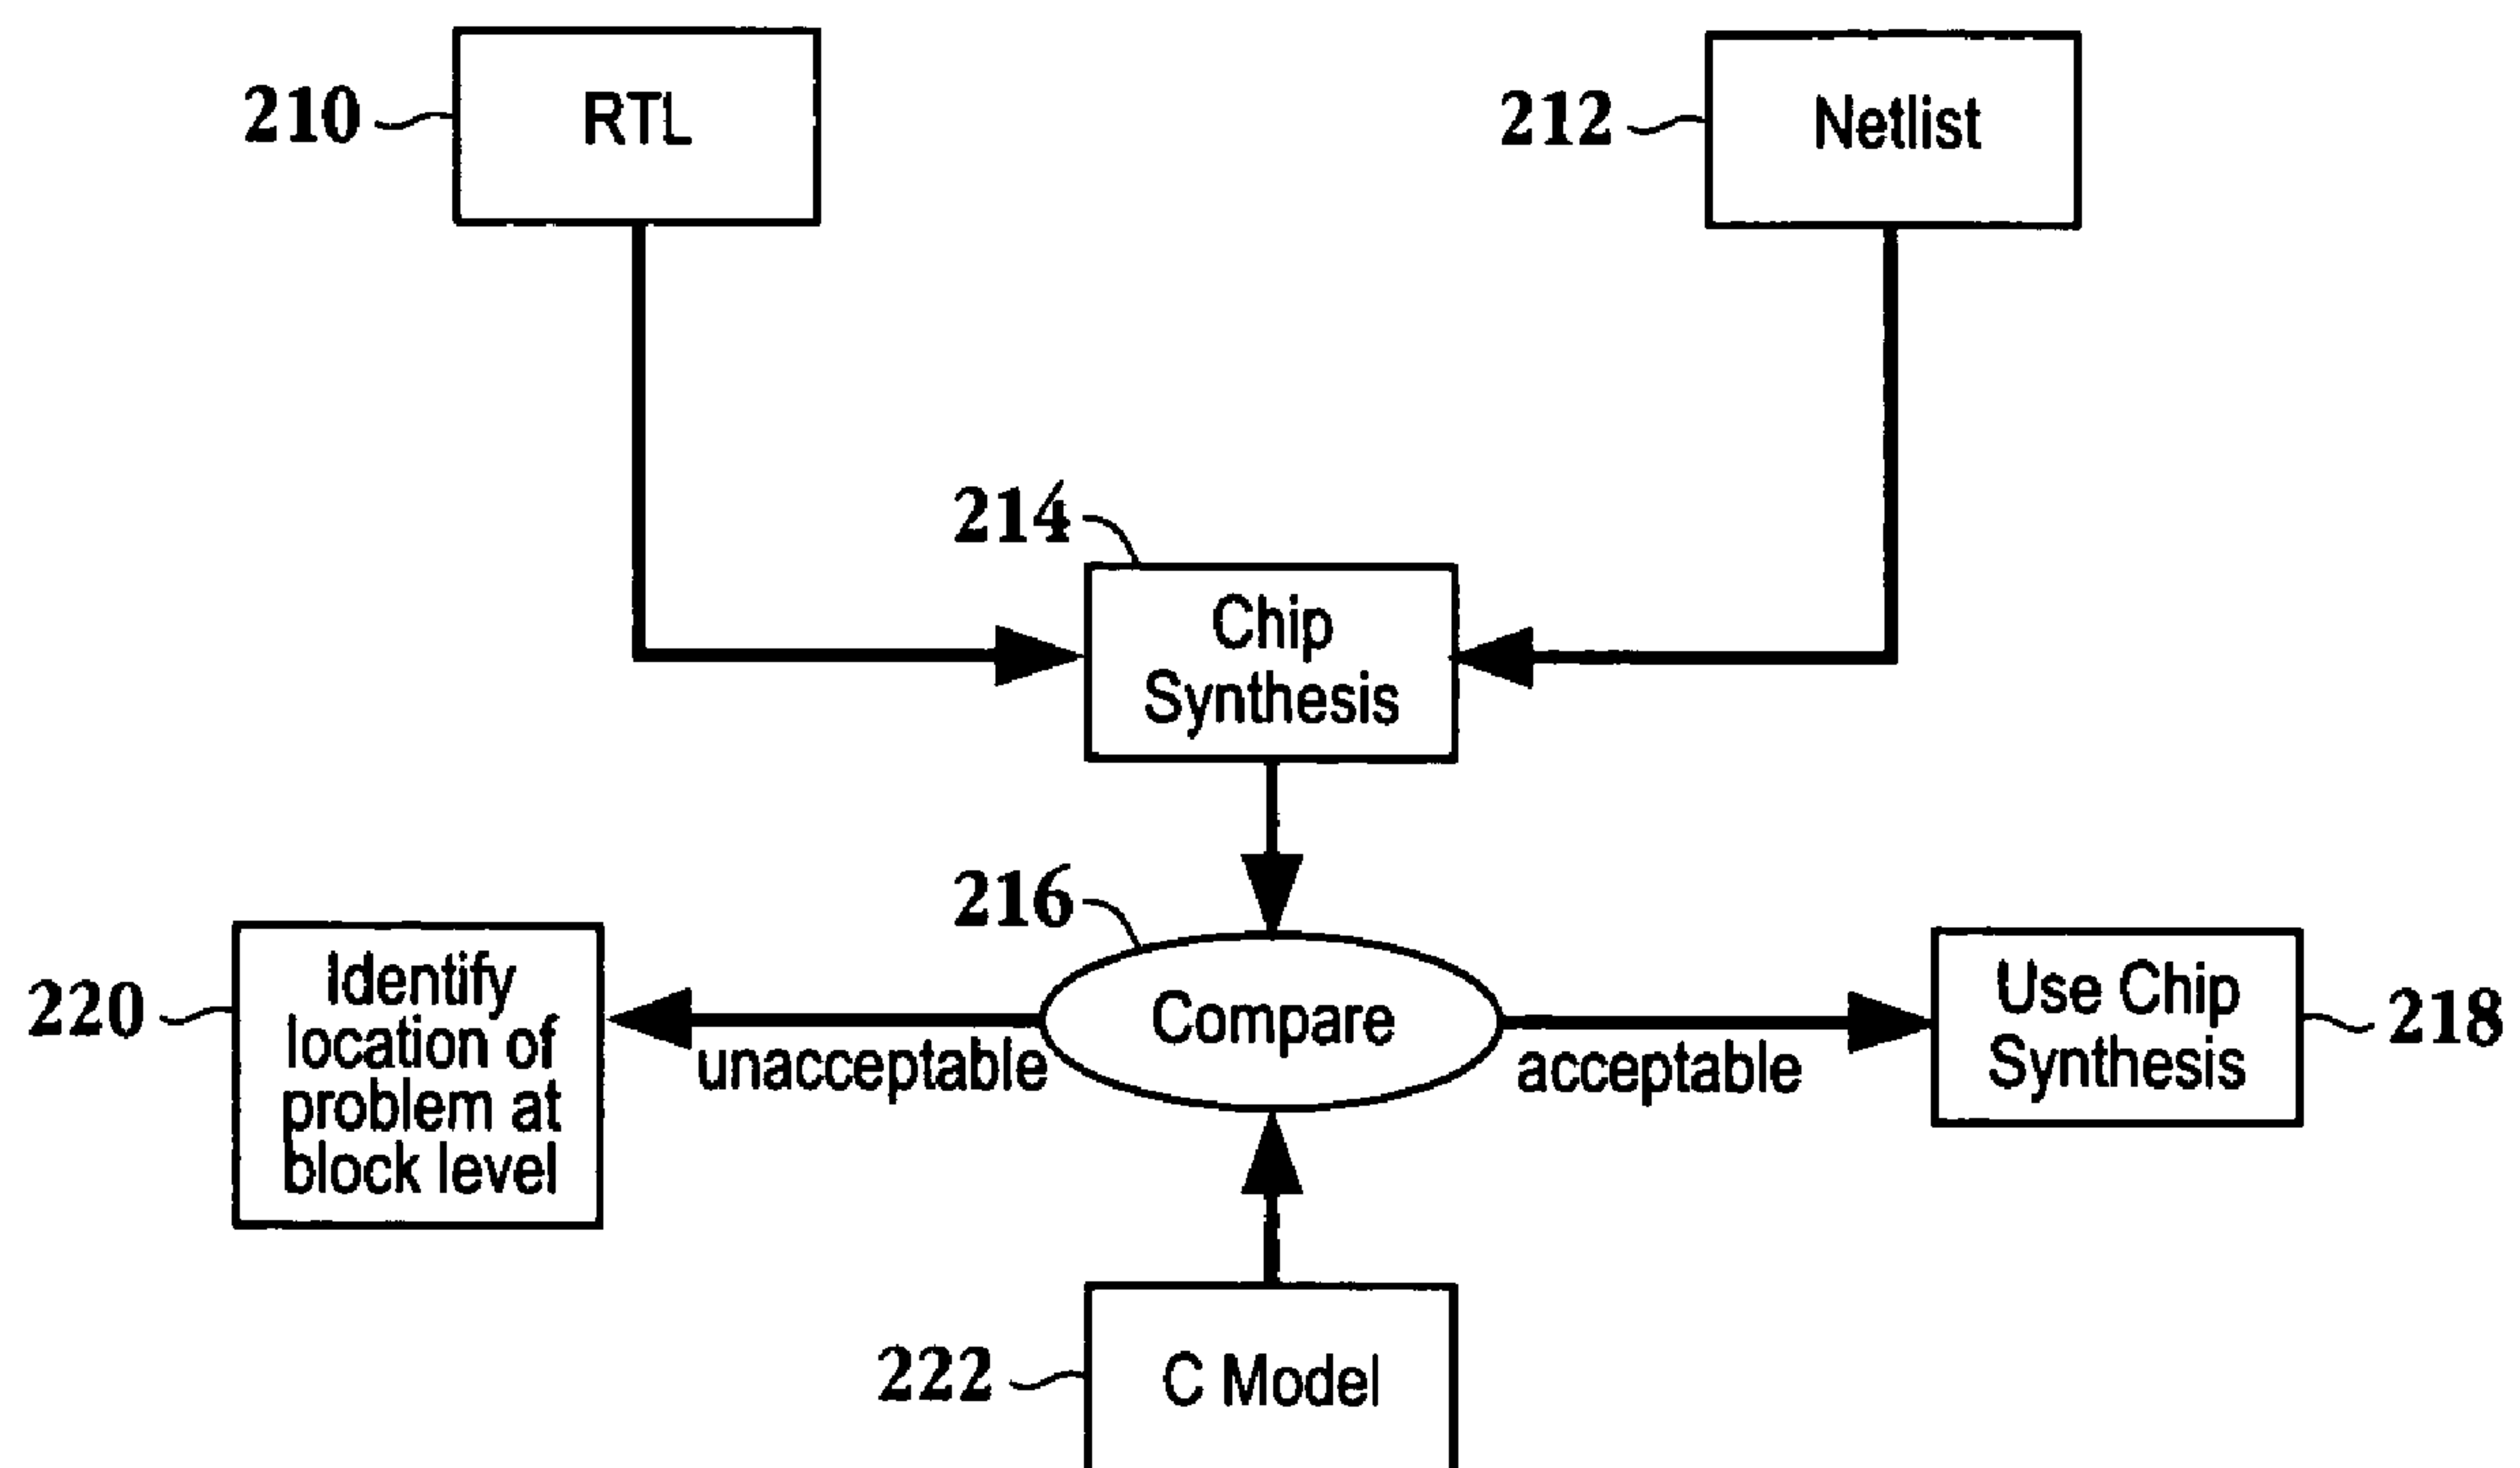 210
RTL
212
Netlist
214
Chip
Synthesis
216
Compare
220
Identify
location of
problem at
block level
unacceptable
acceptable
Use Chip
Synthesis
218
222
C Model